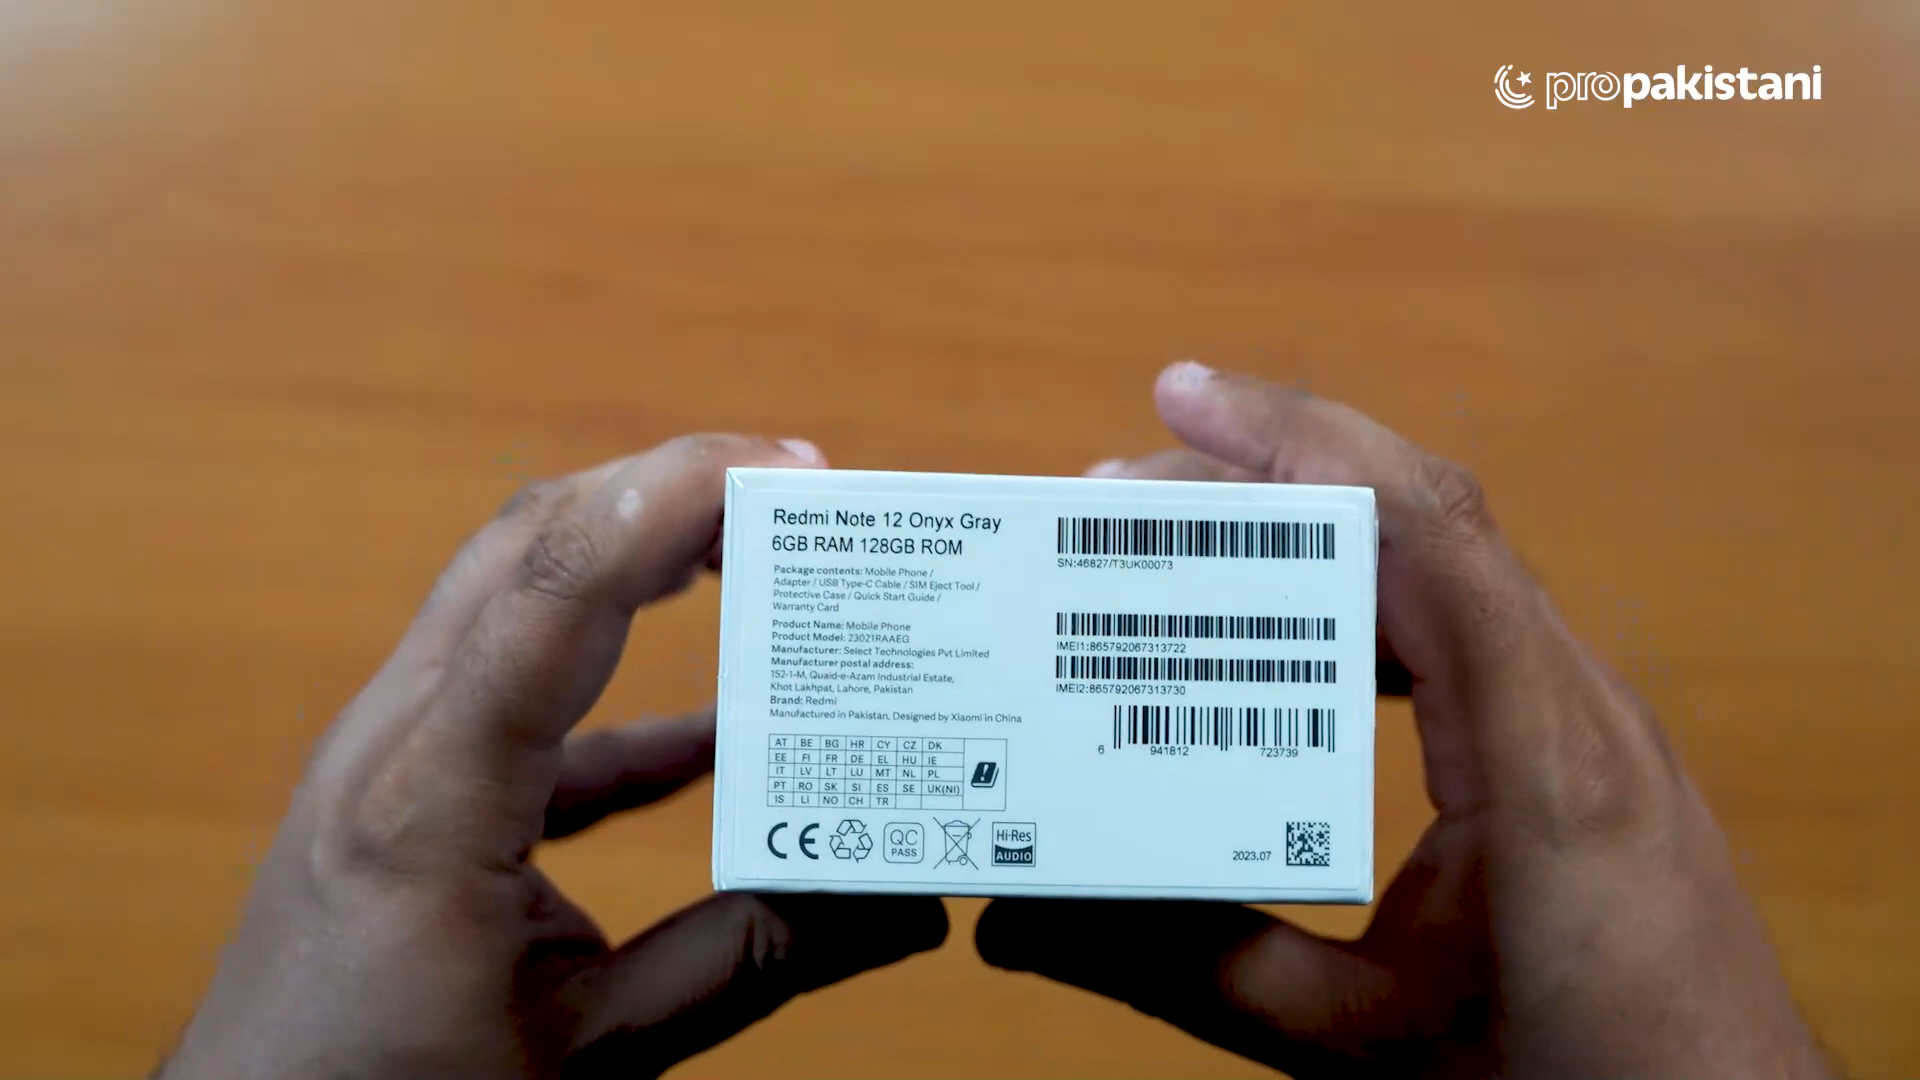 propakistani
Redmi Note 12 Onyx Gray
6GB RAM 128GB ROM
Package contents: Mobile Phone /
Adapter / USB Type-C Cable / SIM Eject Tool /
Protective Case / Quick Start Guide /
Warranty Card
Product Name: Mobile Phone
Product Model: 23021RAAEG
Manufacturer: Select Technologies Pvt Limited
Manufacturer postal address:
152-1-M, Quaid-e-Azam Industrial Estate,
Khot Lakhpat, Lahore, Pakistan
Brand: Redmi
Manufactured in Pakistan, Designed by Xiaomi in China
AT BE BG HR CY CZ DK
EE FI FR DE EL HU IE
IT LV LT LU MT NL PL
PT RO SK SI ES SE UK(NI)
IS LI NO CH TR
CE
QC
PASS
Hi-Res
AUDIO
SN:46827/T3UK00073
IMEI1:865792067313722
IMEI2:865792067313730
6 941812 723739
2023.07